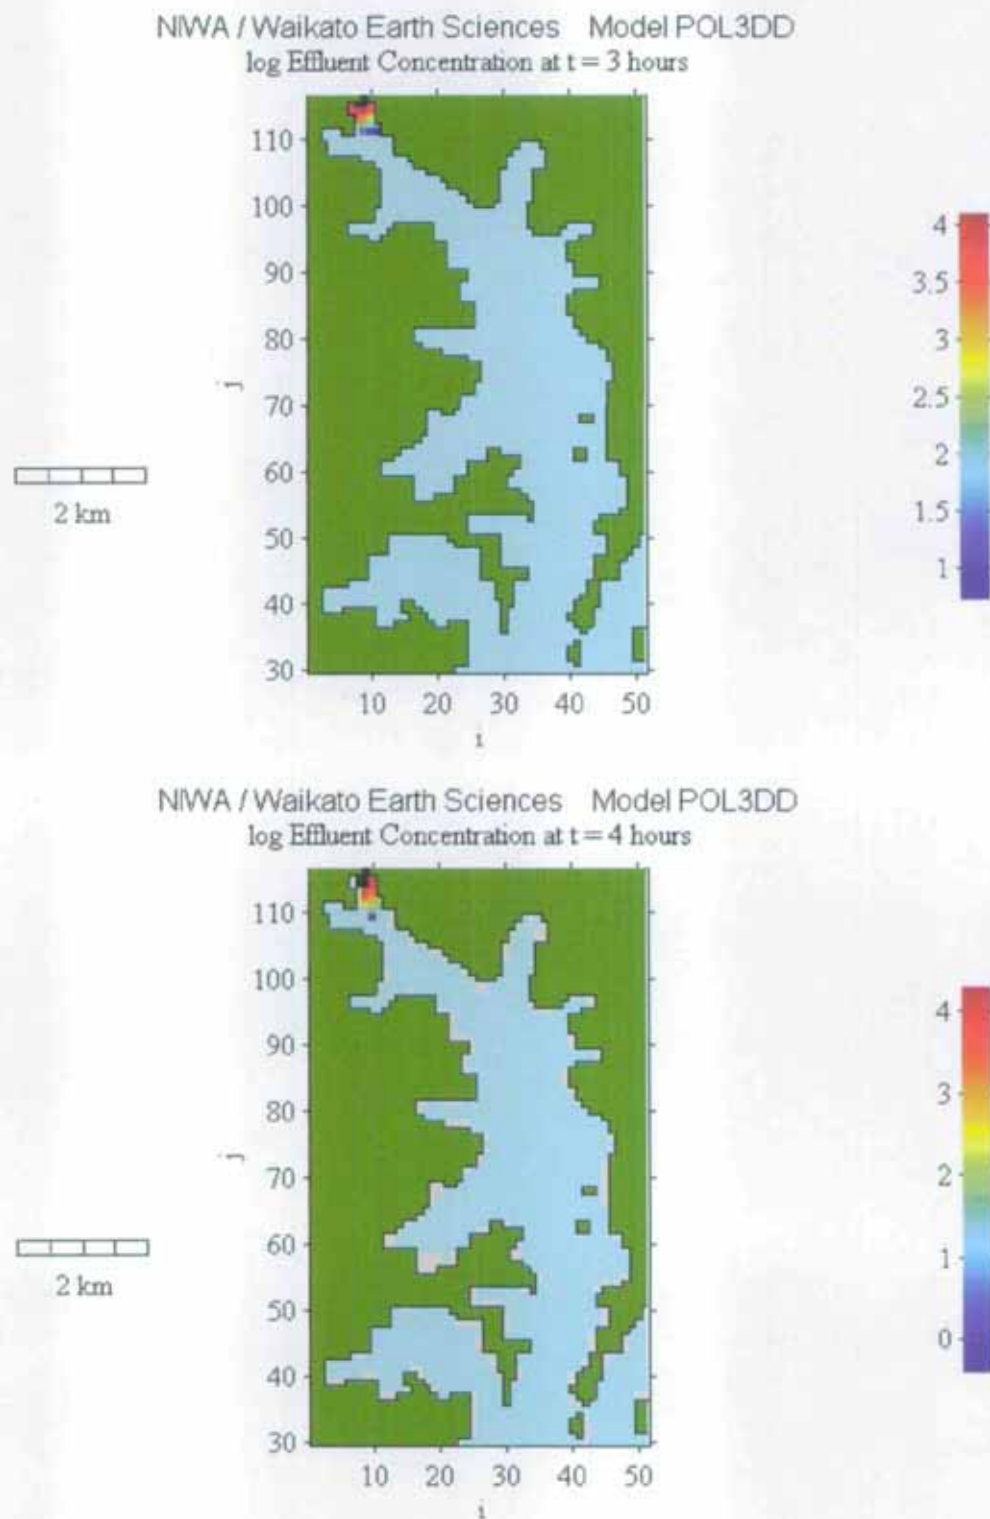 NIWA / Waikato Earth Sciences Model POL3DD
log Effluent Concentration at t = 3 hours
110
100
90
80
70
60
50
40
30
j
10 20 30 40 50
i
2 km
4
3.5
3
2.5
2
1.5
1
NIWA / Waikato Earth Sciences Model POL3DD
log Effluent Concentration at t = 4 hours
110
100
90
80
70
60
50
40
30
j
10 20 30 40 50
i
2 km
4
3
2
1
0